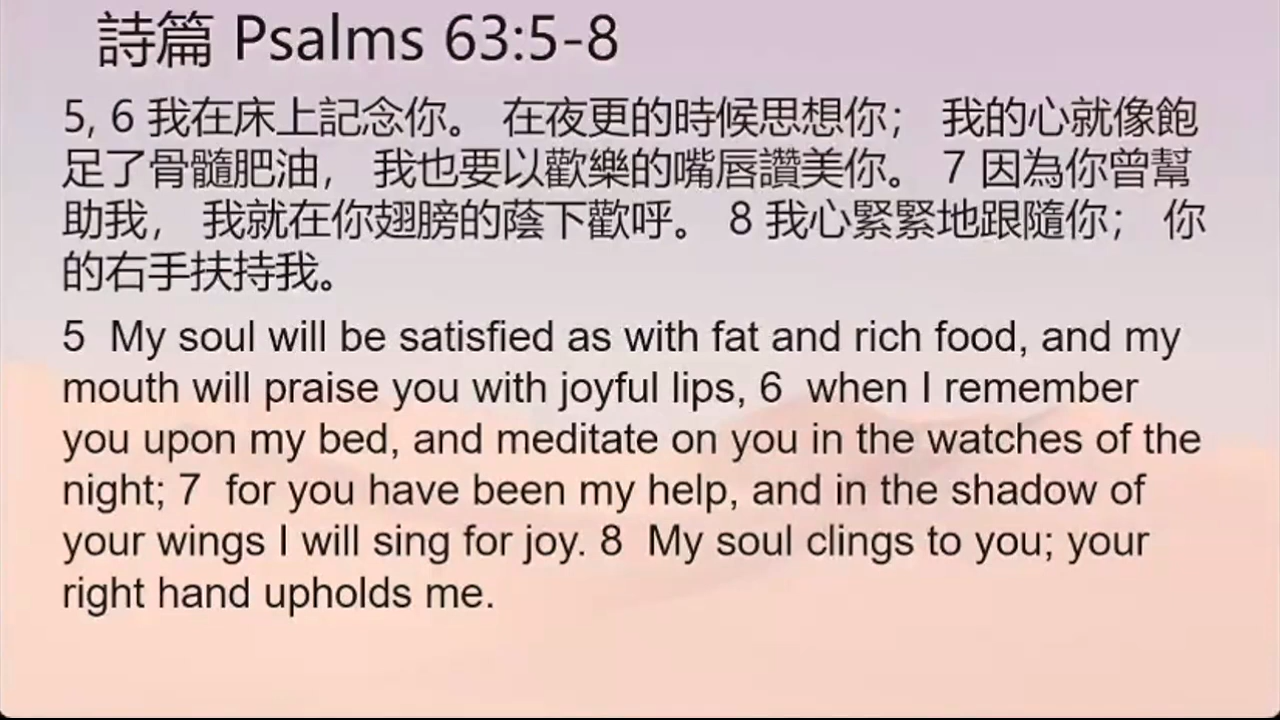 詩篇 Psalms 63:5-8
5, 6 我在床上記念你。 在夜更的時候思想你； 我的心就像飽
足了骨髓肥油， 我也要以歡樂的嘴唇讚美你。 7 因為你曾幫
助我， 我就在你翅膀的蔭下歡呼。 8 我心緊緊地跟隨你； 你
的右手扶持我。
5  My soul will be satisfied as with fat and rich food, and my
mouth will praise you with joyful lips, 6  when I remember
you upon my bed, and meditate on you in the watches of the
night; 7  for you have been my help, and in the shadow of
your wings I will sing for joy. 8  My soul clings to you; your
right hand upholds me.